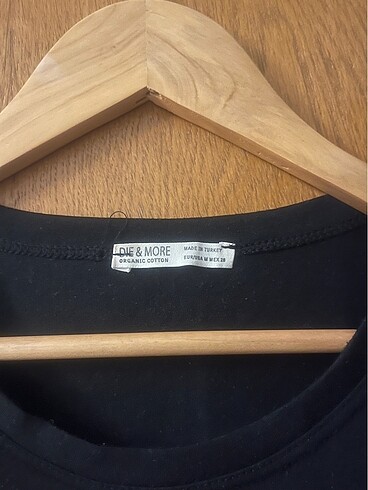 DIE & MORE
ORGANIC COTTON
MADE IN TURKEY
EUR/USA M MEX 28